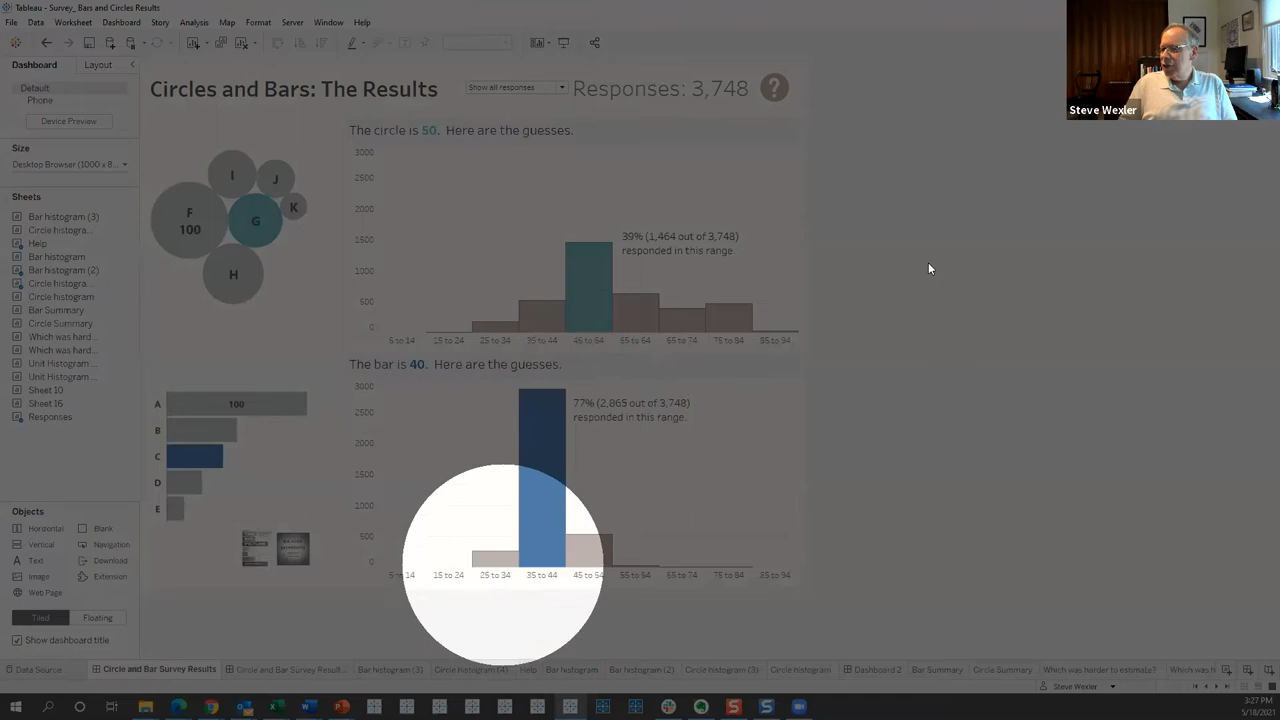 Tableau - Survey_ Bars and Circles Results
File Data Worksheet Dashboard Story Analysis Map Format Server Window Help
Dashboard Layout
Default
Phone
Device Preview
Size
Desktop Browser (1000 x 8...
Sheets
Bar histogram (3)
Circle histogra...
Help
Bar histogram
Bar histogram (2)
Circle histogra...
Circle histogram
Bar Summary
Circle Summary
Which was hard...
Which was hard...
Unit Histogram ...
Unit Histogram ...
Sheet 10
Sheet 16
Responses
Objects
Horizontal Blank
Vertical Navigation
Text Download
Image Extension
Web Page
Tiled Floating
Show dashboard title
Circles and Bars: The Results
Show all responses
Responses: 3,748
?
The circle is 50. Here are the guesses.
I
J
K
F
100
G
H
3000
2500
2000
1500
1000
500
0
39% (1,464 out of 3,748)
responded in this range.
5 to 14 15 to 24 25 to 34 35 to 44 45 to 54 55 to 64 65 to 74 75 to 84 85 to 94
The bar is 40. Here are the guesses.
A 100
B
C
D
E
3000
2500
2000
1500
1000
500
0
77% (2,865 out of 3,748)
responded in this range.
5 to 14 15 to 24 25 to 34 35 to 44 45 to 54 55 to 64 65 to 74 75 to 84 85 to 94
Steve Wexler
Data Source Circle and Bar Survey Results Circle and Bar Survey Result... Bar histogram (3) Circle histogram (4) Help Bar histogram Bar histogram (2) Circle histogram (3) Circle histogram Dashboard 2 Bar Summary Circle Summary Which was harder to estimate? Which was h
Steve Wexler
3:27 PM
5/18/2021